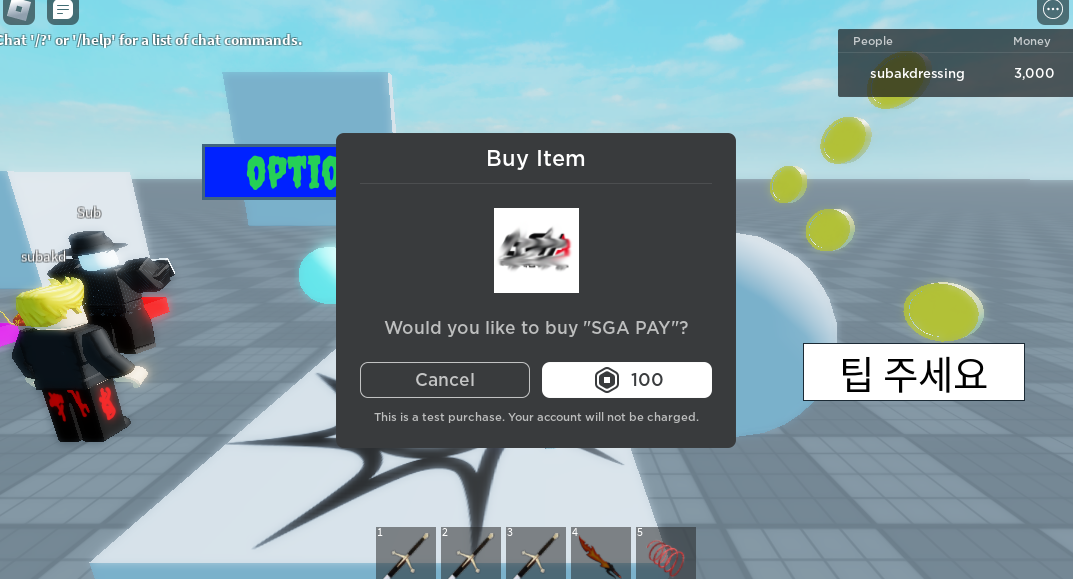 Chat '/?' or '/help' for a list of chat commands.
People Money
subakdressing 3,000
OPTIO
Buy Item
Sub
subakd
Would you like to buy "SGA PAY"?
팁 주세요
Cancel 100
This is a test purchase. Your account will not be charged.
1 2 3 4 5